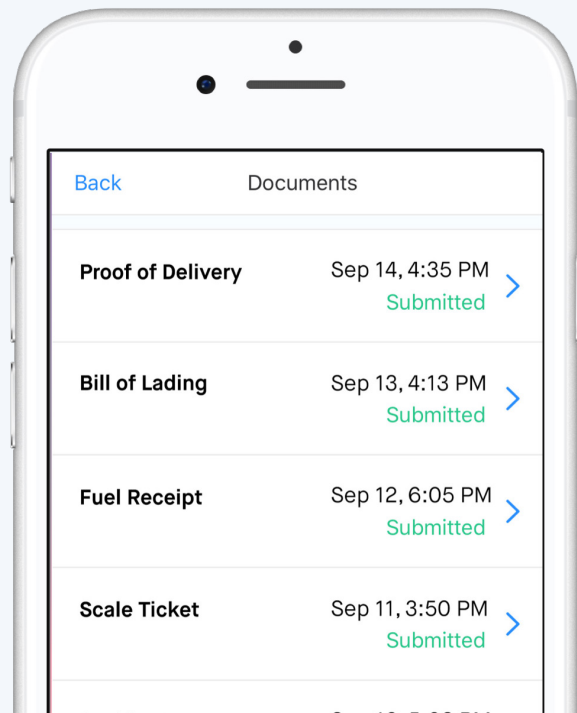 Back Documents
Proof of Delivery Sep 14, 4:35 PM
Submitted
Bill of Lading Sep 13, 4:13 PM
Submitted
Fuel Receipt Sep 12, 6:05 PM
Submitted
Scale Ticket Sep 11, 3:50 PM
Submitted